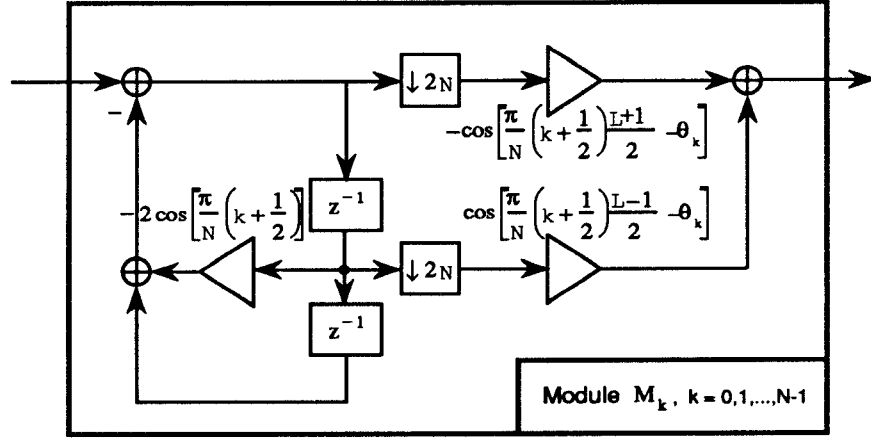 ↓ 2N
-cos[π/N (k + 1/2) L+1/2 - θ_k]
-
-2 cos[π/N (k + 1/2)]
z^-1
cos[π/N (k + 1/2) L-1/2 - θ_k]
↓ 2N
z^-1
Module M_k, k = 0,1,...,N-1